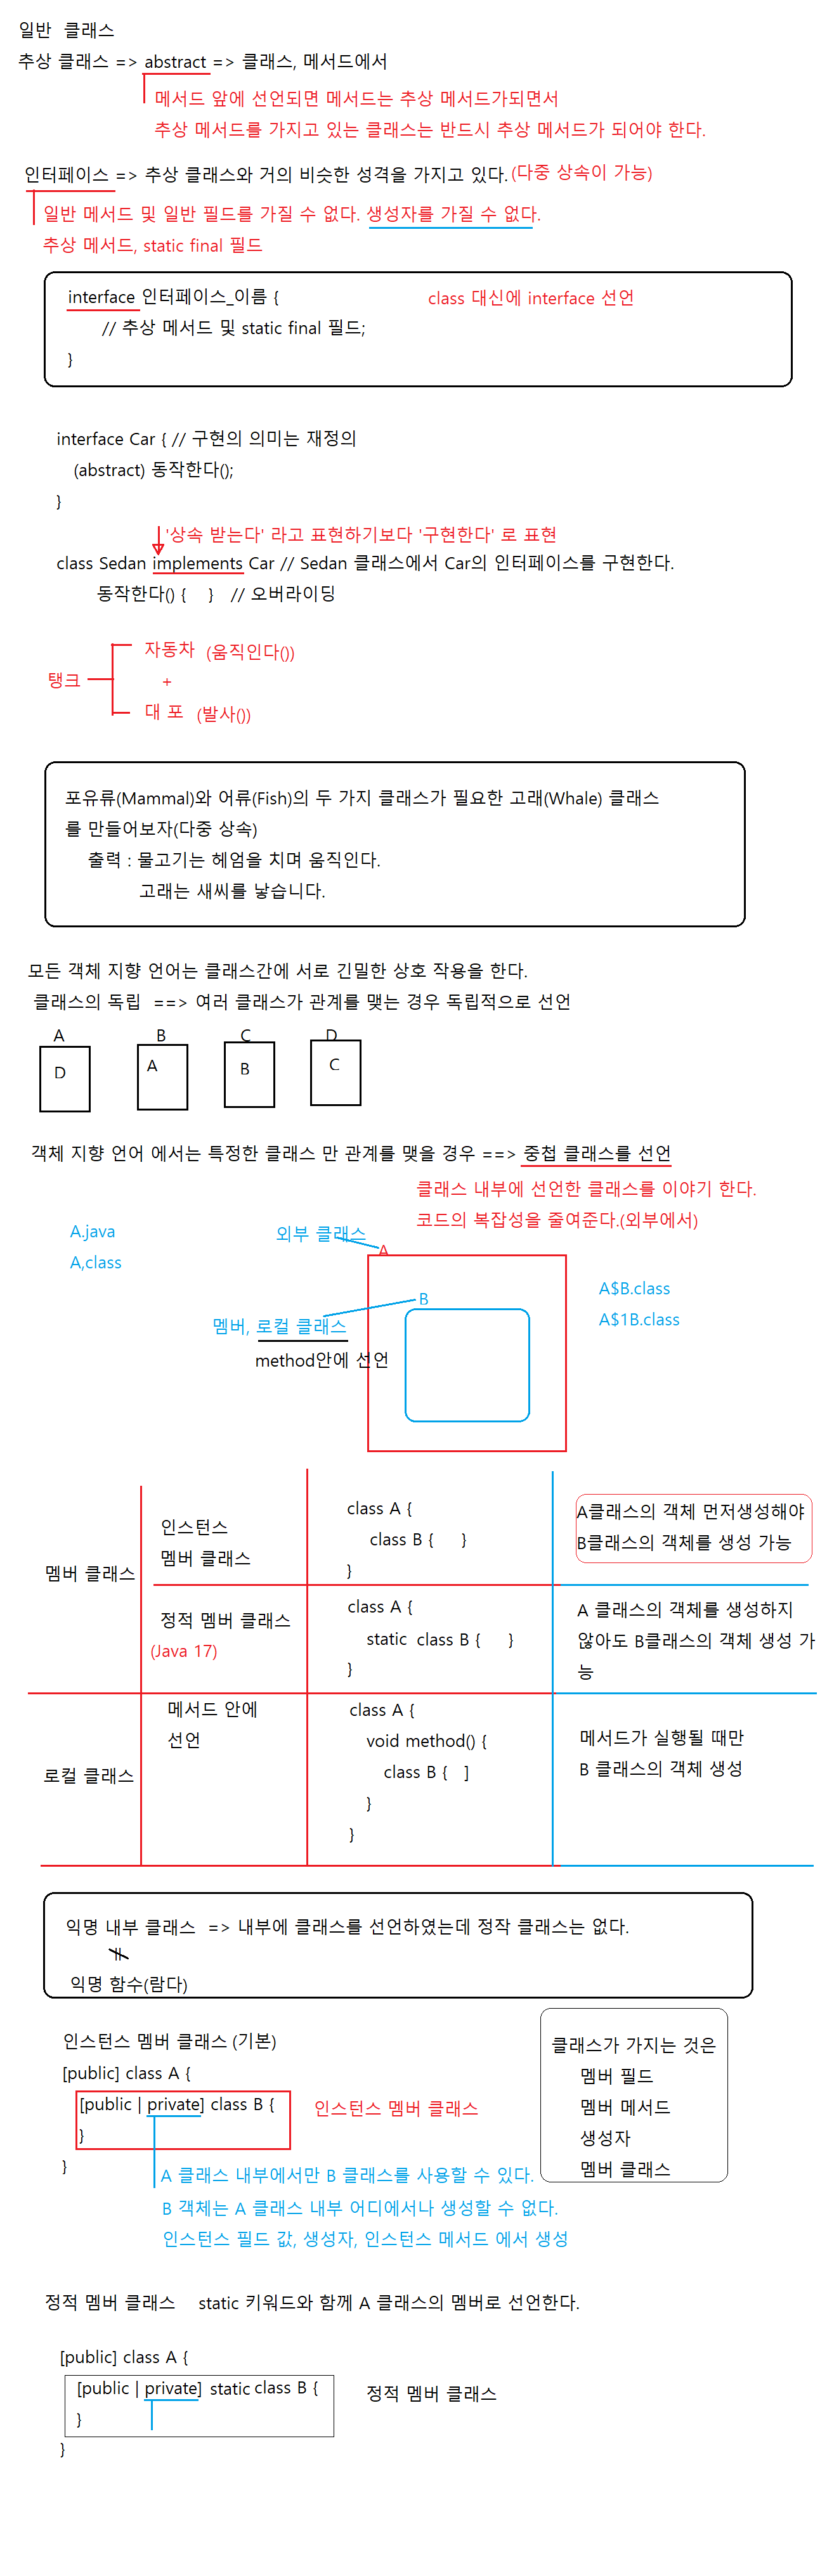 일반  클래스
추상 클래스 => abstract => 클래스, 메서드에서
메서드 앞에 선언되면 메서드는 추상 메서드가되면서
추상 메서드를 가지고 있는 클래스는 반드시 추상 메서드가 되어야 한다.
인터페이스 => 추상 클래스와 거의 비슷한 성격을 가지고 있다.(다중 상속이 가능)
일반 메서드 및 일반 필드를 가질 수 없다. 생성자를 가질 수 없다.
추상 메서드, static final 필드
interface 인터페이스_이름 { class 대신에 interface 선언
// 추상 메서드 및 static final 필드;
}
interface Car { // 구현의 의미는 재정의
(abstract) 동작한다();
}
'상속 받는다' 라고 표현하기보다 '구현한다' 로 표현
class Sedan implements Car // Sedan 클래스에서 Car의 인터페이스를 구현한다.
동작한다() {    }   // 오버라이딩
자동차 (움직인다())
탱크 +
대 포 (발사())
포유류(Mammal)와 어류(Fish)의 두 가지 클래스가 필요한 고래(Whale) 클래스
를 만들어보자(다중 상속)
출력 : 물고기는 헤엄을 치며 움직인다.
고래는 새씨를 낳습니다.
모든 객체 지향 언어는 클래스간에 서로 긴밀한 상호 작용을 한다.
클래스의 독립  ==> 여러 클래스가 관계를 맺는 경우 독립적으로 선언
A B C D
D A B C
객체 지향 언어 에서는 특정한 클래스 만 관계를 맺을 경우 ==> 중첩 클래스를 선언
클래스 내부에 선언한 클래스를 이야기 한다.
코드의 복잡성을 줄여준다.(외부에서)
A.java 외부 클래스
A
A,class
A$B.class
B
A$1B.class
멤버, 로컬 클래스
method안에 선언
멤버 클래스
인스턴스
멤버 클래스
class A {
class B {     }
}
A클래스의 객체 먼저생성해야
B클래스의 객체를 생성 가능
정적 멤버 클래스
(Java 17)
class A {
static class B {     }
}
A 클래스의 객체를 생성하지
않아도 B클래스의 객체 생성 가
능
로컬 클래스
메서드 안에
선언
class A {
void method() {
class B {   ]
}
}
메서드가 실행될 때만
B 클래스의 객체 생성
익명 내부 클래스  => 내부에 클래스를 선언하였는데 정작 클래스는 없다.
익명 함수(람다)
인스턴스 멤버 클래스 (기본)
[public] class A {
[public | private] class B { 인스턴스 멤버 클래스
}
}
클래스가 가지는 것은
멤버 필드
멤버 메서드
생성자
멤버 클래스
A 클래스 내부에서만 B 클래스를 사용할 수 있다.
B 객체는 A 클래스 내부 어디에서나 생성할 수 없다.
인스턴스 필드 값, 생성자, 인스턴스 메서드 에서 생성
정적 멤버 클래스    static 키워드와 함께 A 클래스의 멤버로 선언한다.
[public] class A {
[public | private] static class B { 정적 멤버 클래스
}
}